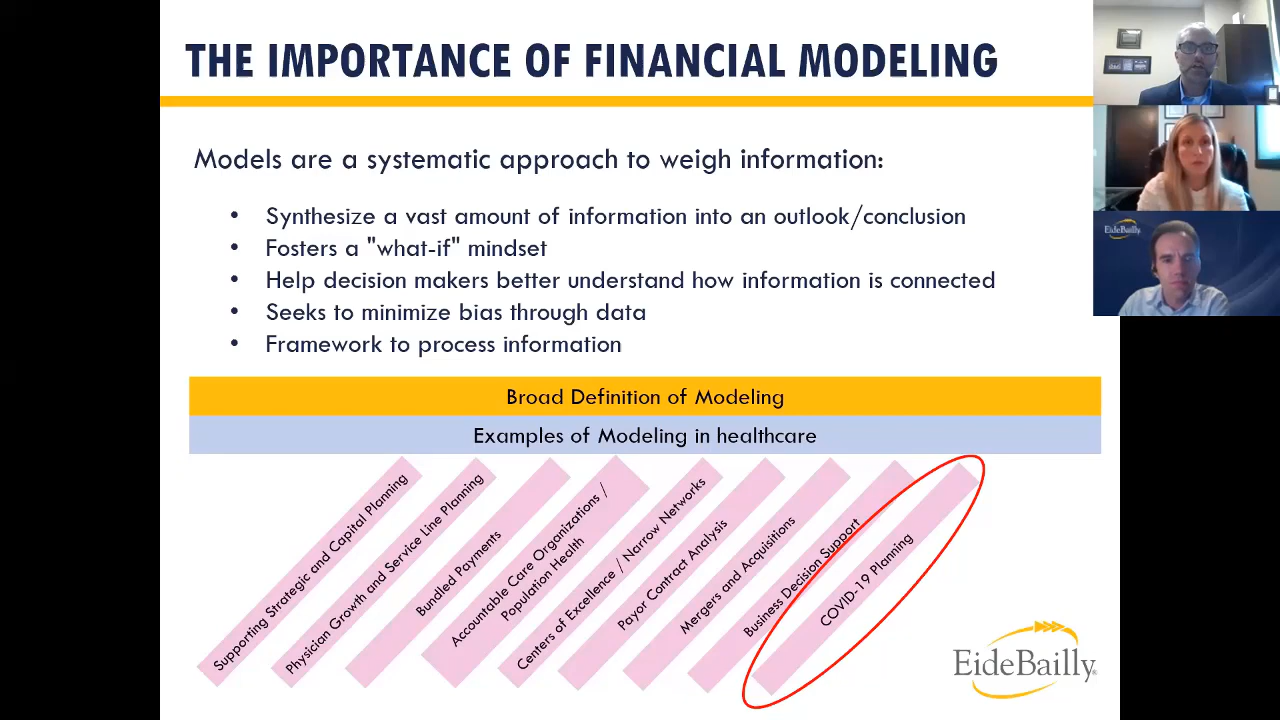 THE IMPORTANCE OF FINANCIAL MODELING
Models are a systematic approach to weigh information:
• Synthesize a vast amount of information into an outlook/conclusion
• Fosters a "what-if" mindset
• Help decision makers better understand how information is connected
• Seeks to minimize bias through data
• Framework to process information
Broad Definition of Modeling
Examples of Modeling in healthcare
Supporting Strategic and Capital Planning
Physician Growth and Service Line Planning
Bundled Payments
Accountable Care Organizations /
Population Health
Centers of Excellence / Narrow Networks
Payor Contract Analysis
Mergers and Acquisitions
Business Decision Support
COVID-19 Planning
EideBailly®
EideBailly